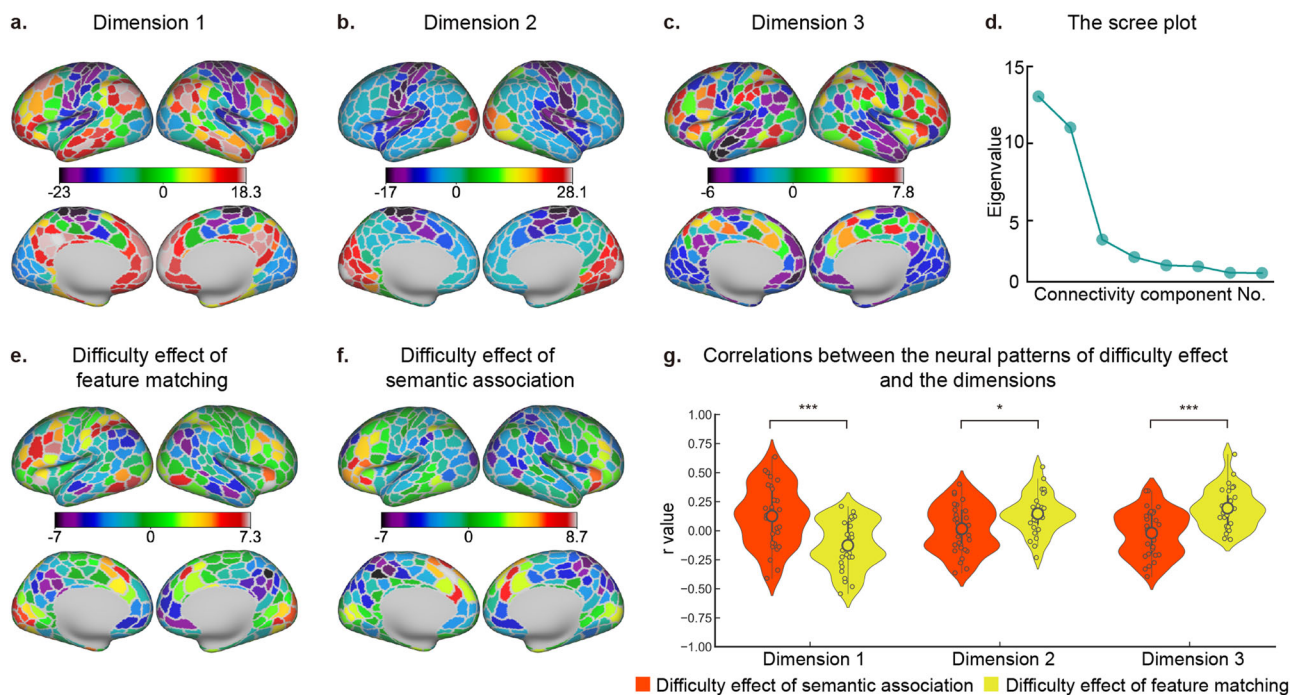 a. Dimension 1
b. Dimension 2
c. Dimension 3
d. The scree plot
-23 0 18.3
-17 0 28.1
-6 0 7.8
15
10
5
0
Eigenvalue
Connectivity component No.
e. Difficulty effect of
feature matching
-7 0 7.3
f. Difficulty effect of
semantic association
-7 0 8.7
g. Correlations between the neural patterns of difficulty effect
and the dimensions
*** * ***
1.00
0.75
0.50
0.25
0.00
−0.25
−0.50
−0.75
−1.00
r value
Dimension 1 Dimension 2 Dimension 3
Difficulty effect of semantic association Difficulty effect of feature matching